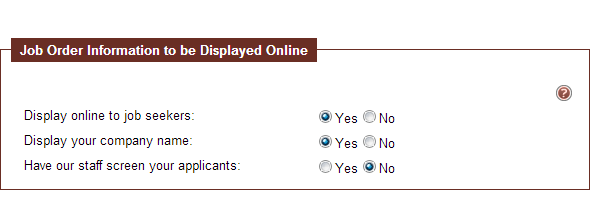 Job Order Information to be Displayed Online
?
Display online to job seekers: Yes No
Display your company name: Yes No
Have our staff screen your applicants: Yes No